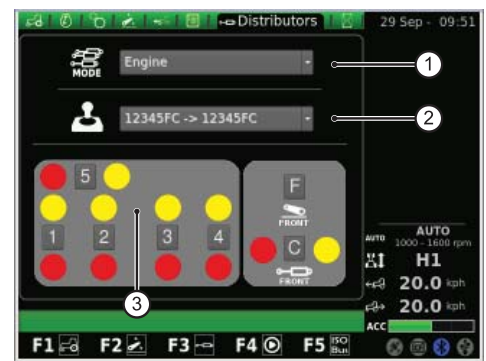 Distributors
29 Sep - 09:51
MODE
Engine
1
12345FC -> 12345FC
2
5
F
FRONT
1
2
3
4
C
FRONT
3
AUTO
AUTO
1000 - 1600 rpm
H1
20.0 kph
20.0 kph
ACC
F1
F2
F3
F4
F5
ISO
Bus